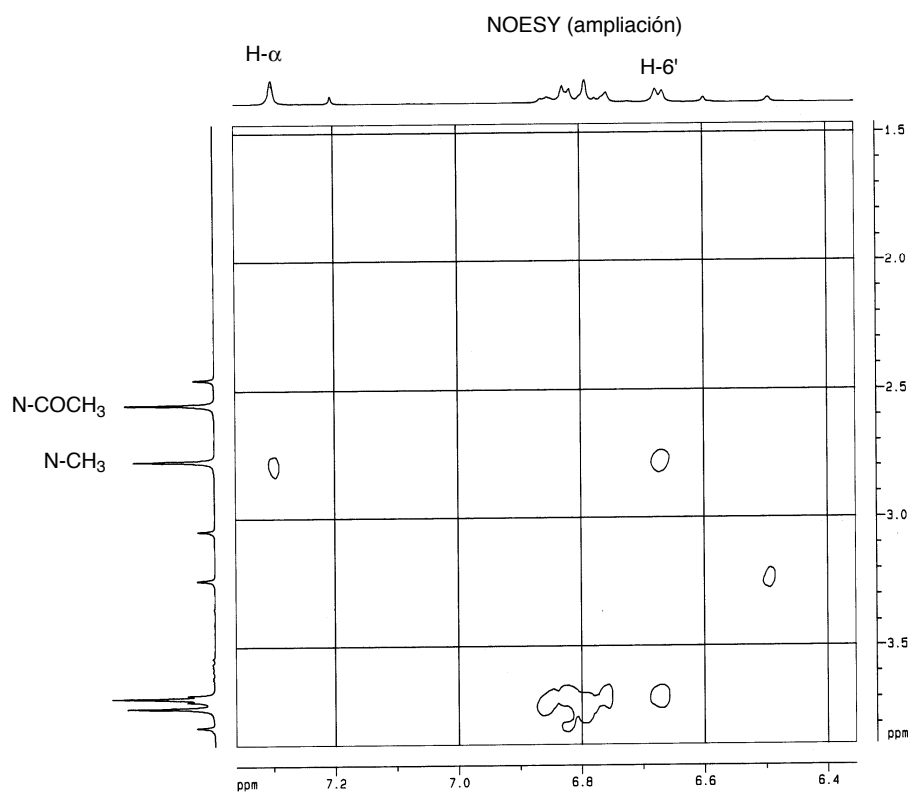 NOESY (ampliación)
H-α
H-6'
1.5
2.0
N-COCH₃
2.5
N-CH₃
3.0
3.5
ppm
ppm 7.2 7.0 6.8 6.6 6.4